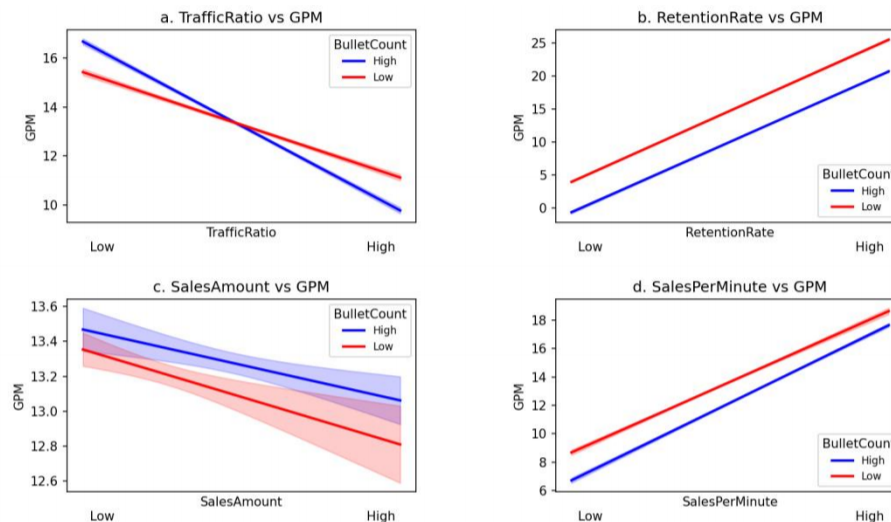 a. TrafficRatio vs GPM
16
14
12
10
GPM
BulletCount
High
Low
TrafficRatio
Low High
b. RetentionRate vs GPM
25
20
15
10
5
0
GPM
BulletCount
High
Low
RetentionRate
Low High
c. SalesAmount vs GPM
13.6
13.4
13.2
13.0
12.8
12.6
GPM
BulletCount
High
Low
SalesAmount
Low High
d. SalesPerMinute vs GPM
18
16
14
12
10
8
6
GPM
BulletCount
High
Low
SalesPerMinute
Low High